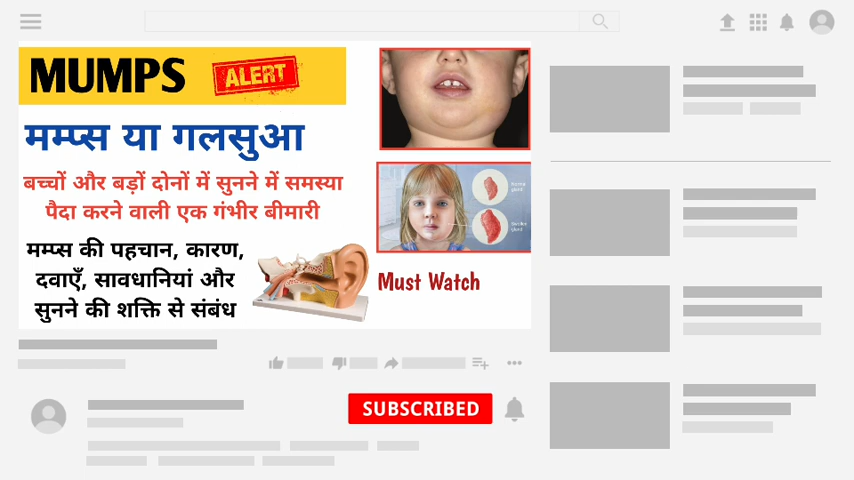 MUMPS
ALERT
मम्प्स या गलसुआ
बच्चों और बड़ों दोनों में सुनने में समस्या
पैदा करने वाली एक गंभीर बीमारी
मम्प्स की पहचान, कारण,
दवाएँ, सावधानियां और
सुनने की शक्ति से संबंध
Must Watch
SUBSCRIBED